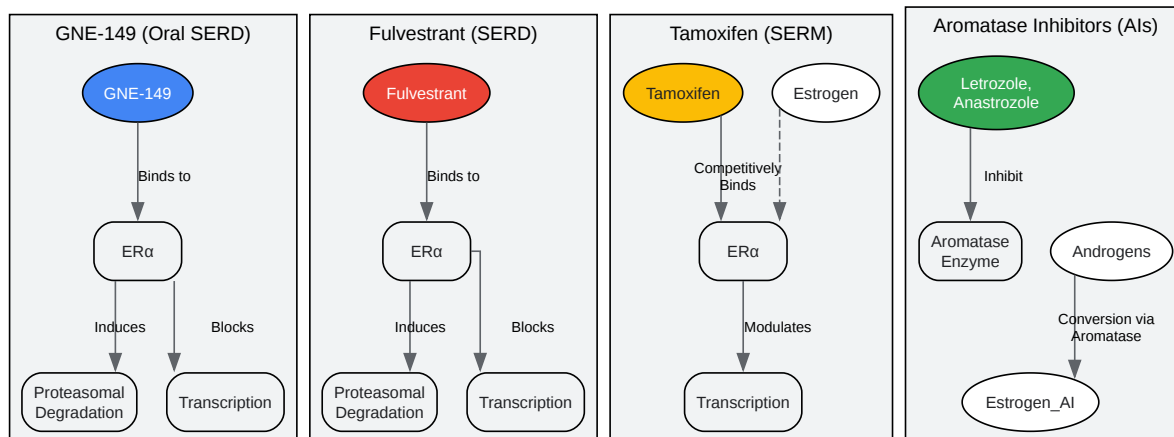 GNE-149 (Oral SERD)
GNE-149
Binds to
ERα
Induces
Blocks
Proteasomal
Degradation
Transcription
Fulvestrant (SERD)
Fulvestrant
Binds to
ERα
Induces
Blocks
Proteasomal
Degradation
Transcription
Tamoxifen (SERM)
Tamoxifen
Estrogen
Competitively
Binds
ERα
Modulates
Transcription
Aromatase Inhibitors (AIs)
Letrozole,
Anastrozole
Inhibit
Aromatase
Enzyme
Androgens
Conversion via
Aromatase
Estrogen_AI